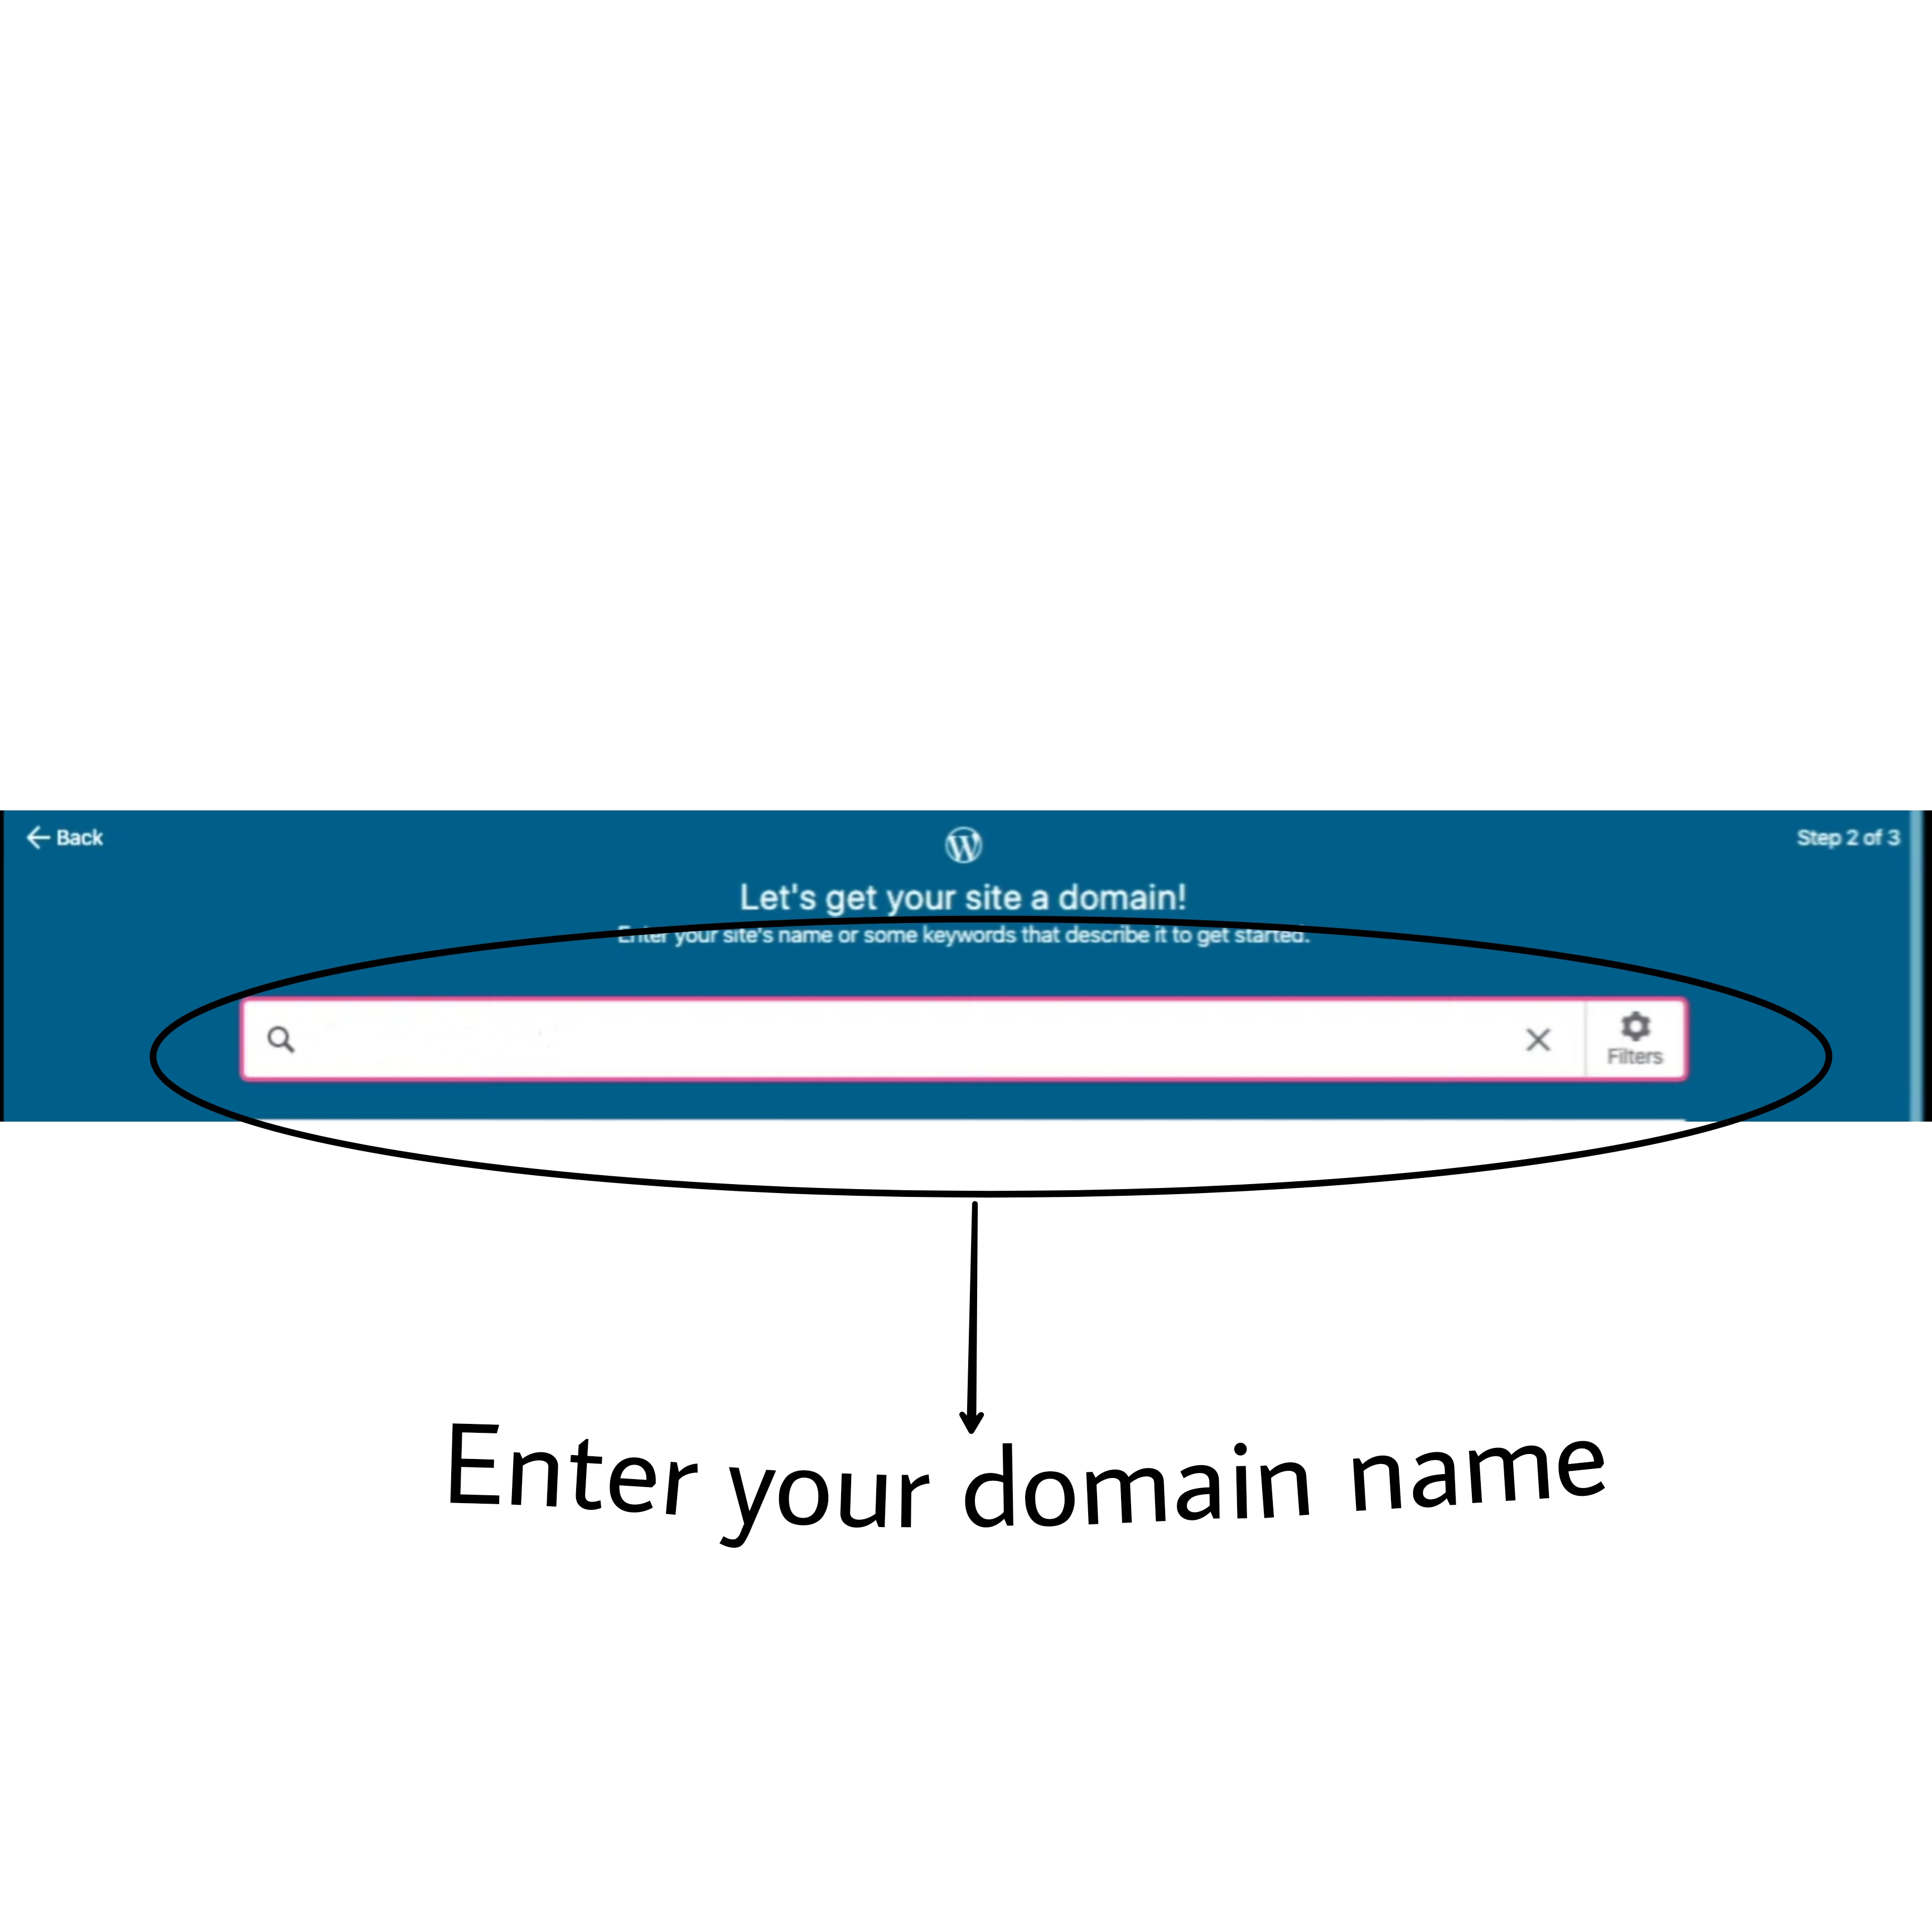 Back
Step 2 of 3
Let's get your site a domain!
Enter your site's name or some keywords that describe it to get started.
Filters
Enter your domain name